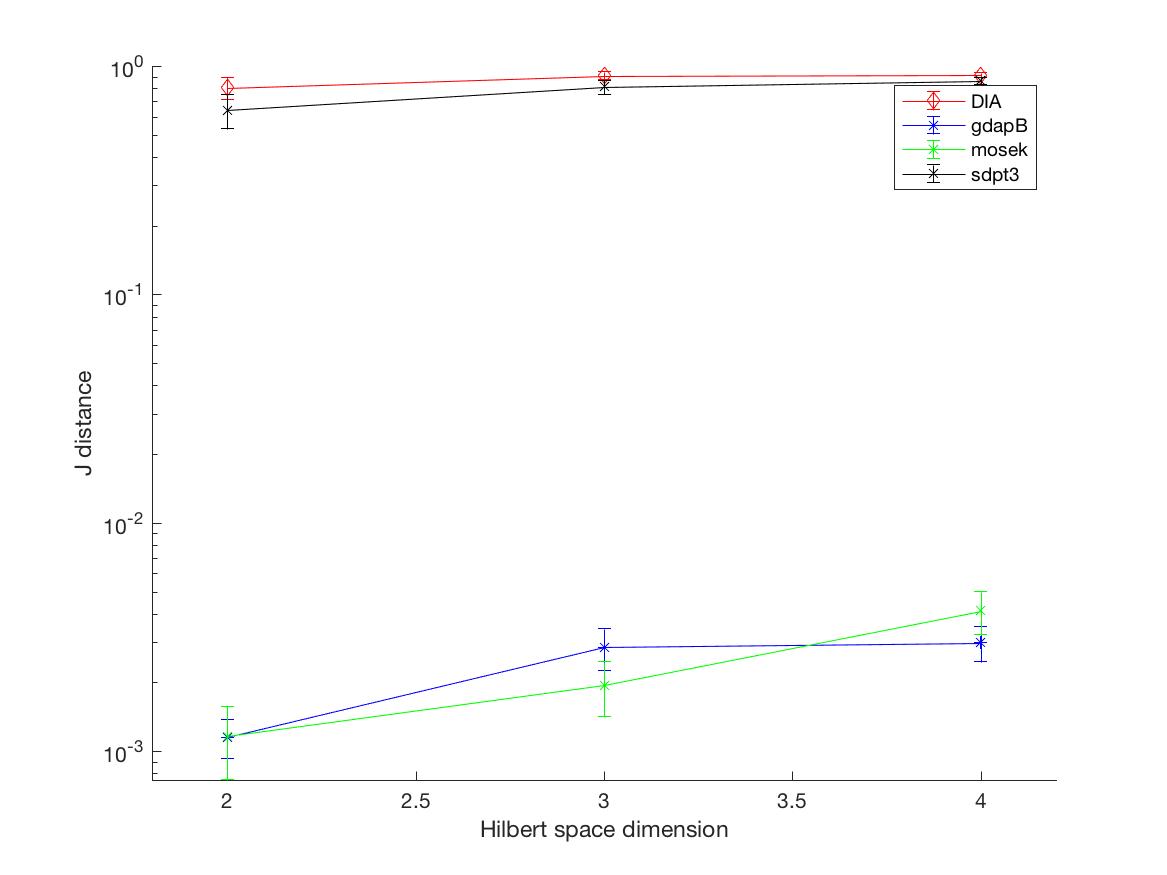 10^0
DIA
gdapB
mosek
sdpt3
10^-1
J distance
10^-2
10^-3
2 2.5 3 3.5 4
Hilbert space dimension